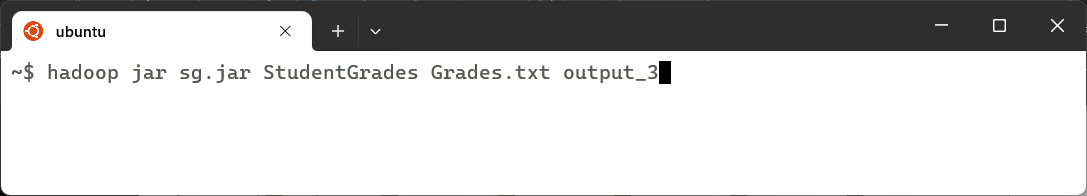 ubuntu
~$ hadoop jar sg.jar StudentGrades Grades.txt output_3